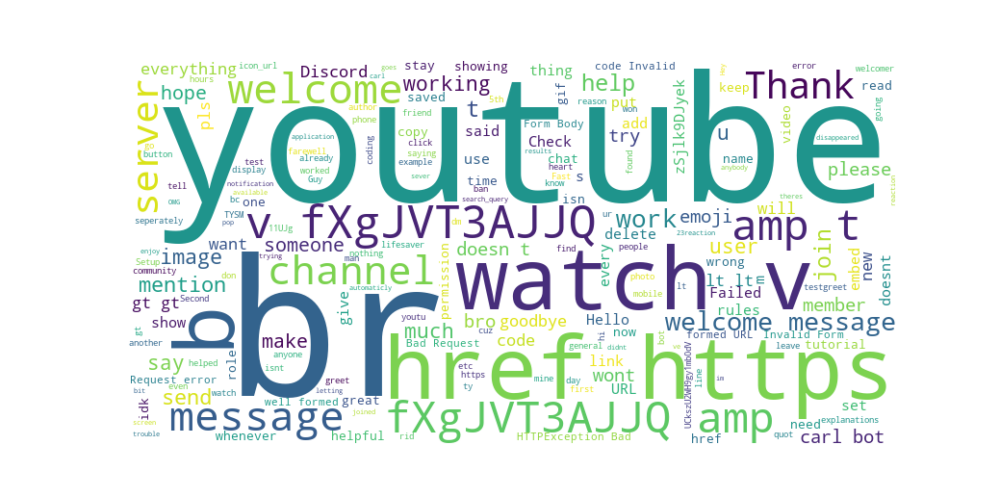 youtube
br
watch v
href https
welcome
Thank
server
v fXgJVT3AJJQ
amp t
channel
fXgJVT3AJJQ
amp
message
welcome message
b
help
working
work
join
user
everything
hope
pls
Discord
stay
showing
thing
code Invalid
error
welcomer
icon_url
hours
goes
carl
saved
gif
reason
put
won
hey
keep
read
author
phone
friend
5th
t
said
Form Body
add
try
u
video
going
copy
click
saying
Check
zSjlk9DJyek
name
disappeared
anybody
application
button
go
farewell
already
worked
Guy
coding
example
sever
use
time
results
heart
chat
s
found
please
test
display
tell
notification
available
ban
know
Fast
isn
reaction
theres
owg
bc
one
TYSM
pop
search_query
11UJg
dm
ur
emoji
will
seperately
want
someone
lifesaver
doesn t
delete
23reaction
embed
new
doesnt
enjoy
image
nothing
man
trying
find
people
every
wrong
Setup
community
don
mention
permission
photo
mobile
lt lt
lt
m
Failed
testgreet
member
rules
gt gt
Second
automaticly
give
youtu
cuz
goodbye
bro
much
Hello
hi
show
gt
another
make
anyone
isnt
Bad Request
code
general
didnt
now
link
bot
vs
formed URL Invalid Form
leave
tutorial
say
helped
role
Request error
even
bit
watch
greet
letting
etc
https
ty
mine
day
first
wont
URL
line
in
UCkszU2WH9gy1mb0dV
set
explanations
send
idk
well formed
great
joined
need
screen
trouble
whenever
helpful
rid
HTTPException Bad
href
quot
carl bot